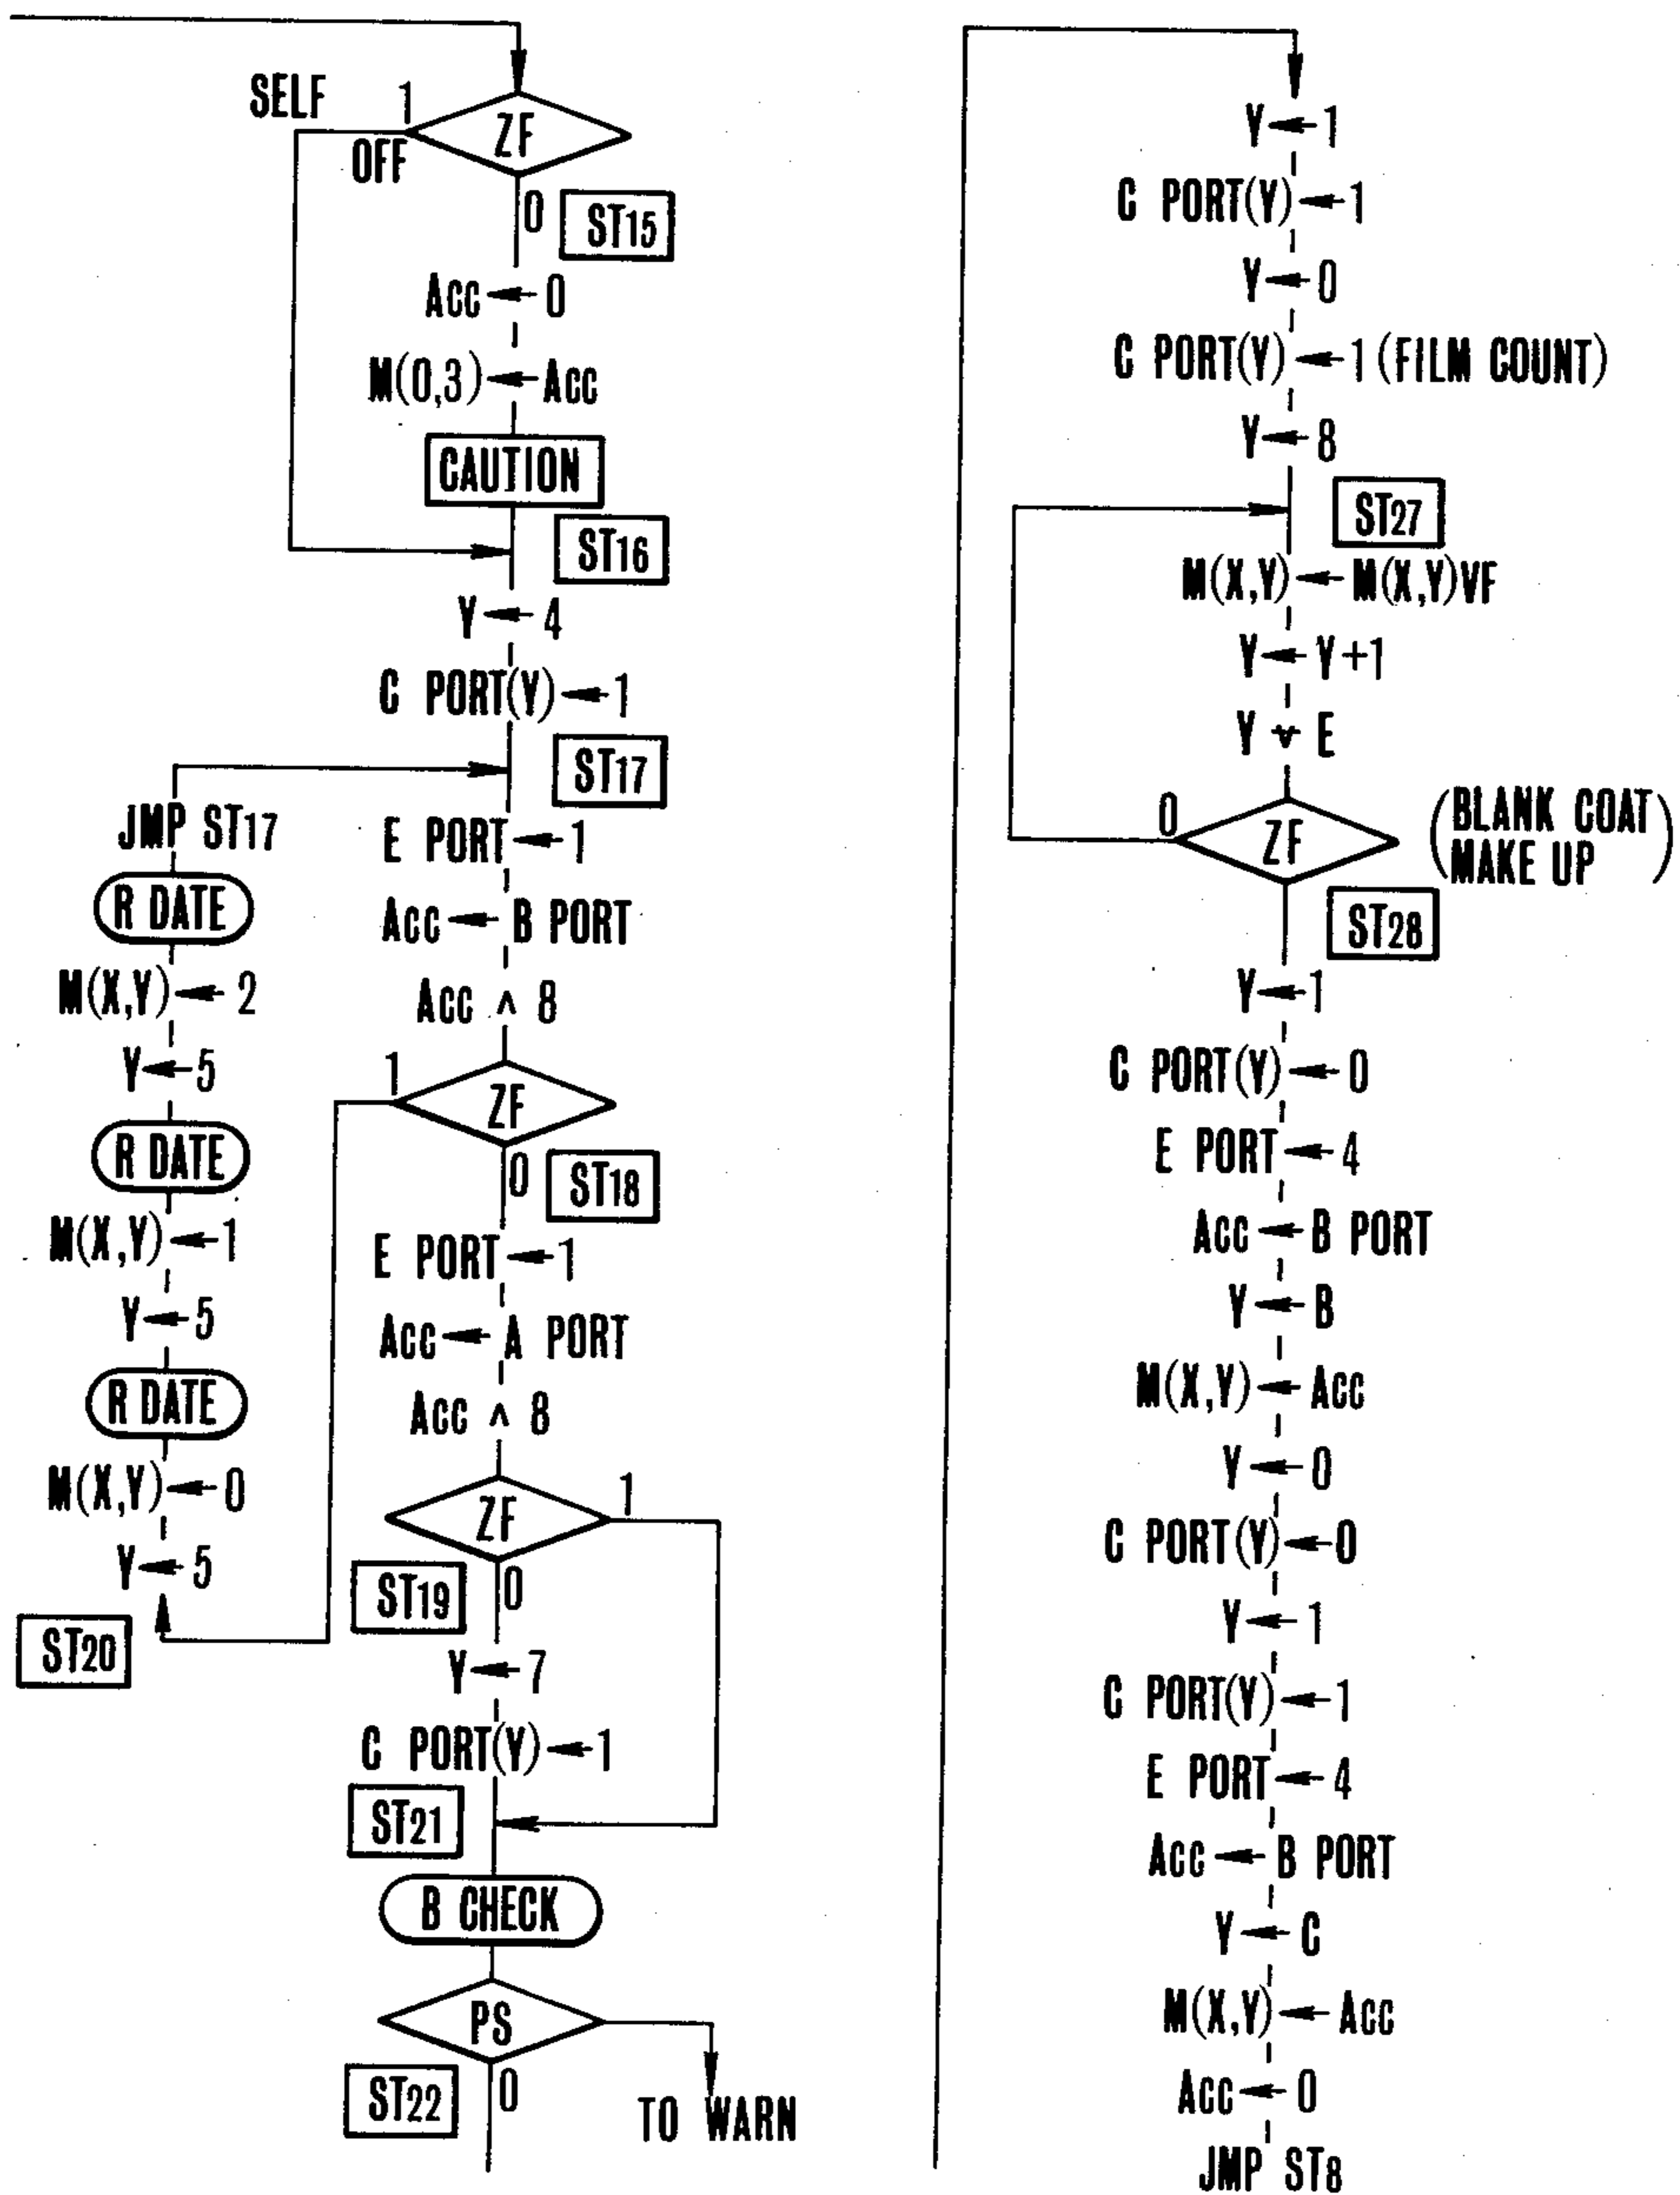 SELF 1
OFF
ZF
0 ST15
Acc ← 0
M(0,3) ← Acc
CAUTION
ST16
Y ← 4
C PORT(Y) ← 1
ST17
E PORT ← 1
Acc ← B PORT
Acc ∧ 8
1
ZF
0 ST18
E PORT ← 1
Acc ← A PORT
Acc ∧ 8
ZF
1
ST19 0
Y ← 7
C PORT(Y) ← 1
ST21
B CHECK
PS
ST22 0
TO WARN
JMP ST17
R DATE
M(X,Y) ← 2
Y ← 5
R DATE
M(X,Y) ← 1
Y ← 5
R DATE
M(X,Y) ← 0
Y ← 5
ST20
Y ← 1
C PORT(Y) ← 1
Y ← 0
C PORT(Y) ← 1 (FILM COUNT)
Y ← 8
ST27
M(X,Y) ← M(X,Y)VF
Y ← Y+1
Y ⩝ E
0
ZF
(BLANK COAT
MAKE UP)
ST28
Y ← 1
C PORT(Y) ← 0
E PORT ← 4
Acc ← B PORT
Y ← B
M(X,Y) ← Acc
Y ← 0
C PORT(Y) ← 0
Y ← 1
C PORT(Y) ← 1
E PORT ← 4
Acc ← B PORT
Y ← C
M(X,Y) ← Acc
Acc ← 0
JMP ST8